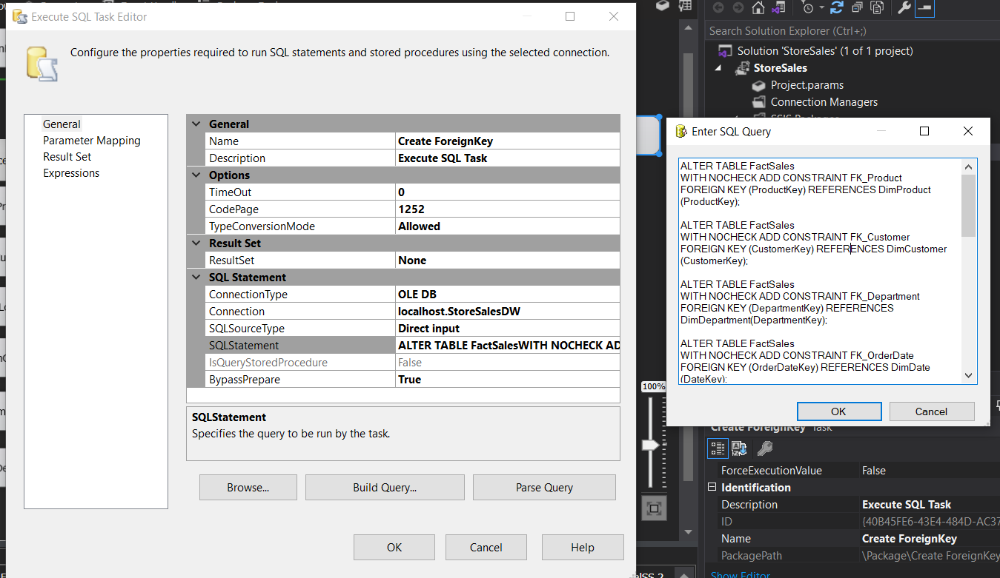 Execute SQL Task Editor
Configure the properties required to run SQL statements and stored procedures using the selected connection.
General
Parameter Mapping
Result Set
Expressions
General
Name Create ForeignKey
Description Execute SQL Task
Options
TimeOut 0
CodePage 1252
TypeConversionMode Allowed
Result Set
ResultSet None
SQL Statement
ConnectionType OLE DB
Connection localhost.StoreSalesDW
SQLSourceType Direct input
SQLStatement ALTER TABLE FactSalesWITH NOCHECK AD
IsQueryStoredProcedure False
BypassPrepare True
SQLStatement
Specifies the query to be run by the task.
Browse...
Build Query...
Parse Query
OK
Cancel
Help
100%
Search Solution Explorer (Ctrl+;)
Solution 'StoreSales' (1 of 1 project)
StoreSales
Project.params
Connection Managers
Enter SQL Query
ALTER TABLE FactSales
WITH NOCHECK ADD CONSTRAINT FK_Product
FOREIGN KEY (ProductKey) REFERENCES DimProduct
(ProductKey);
ALTER TABLE FactSales
WITH NOCHECK ADD CONSTRAINT FK_Customer
FOREIGN KEY (CustomerKey) REFERENCES DimCustomer
(CustomerKey);
ALTER TABLE FactSales
WITH NOCHECK ADD CONSTRAINT FK_Department
FOREIGN KEY (DepartmentKey) REFERENCES
DimDepartment(DepartmentKey);
ALTER TABLE FactSales
WITH NOCHECK ADD CONSTRAINT FK_OrderDate
FOREIGN KEY (OrderDateKey) REFERENCES DimDate
(DateKey);
OK
Cancel
Create ForeignKey Task
ForceExecutionValue False
Identification
Description Execute SQL Task
ID {40B45FE6-43E4-484D-AC37
Name Create ForeignKey
PackagePath \Package\Create ForeignKey
Show Editor